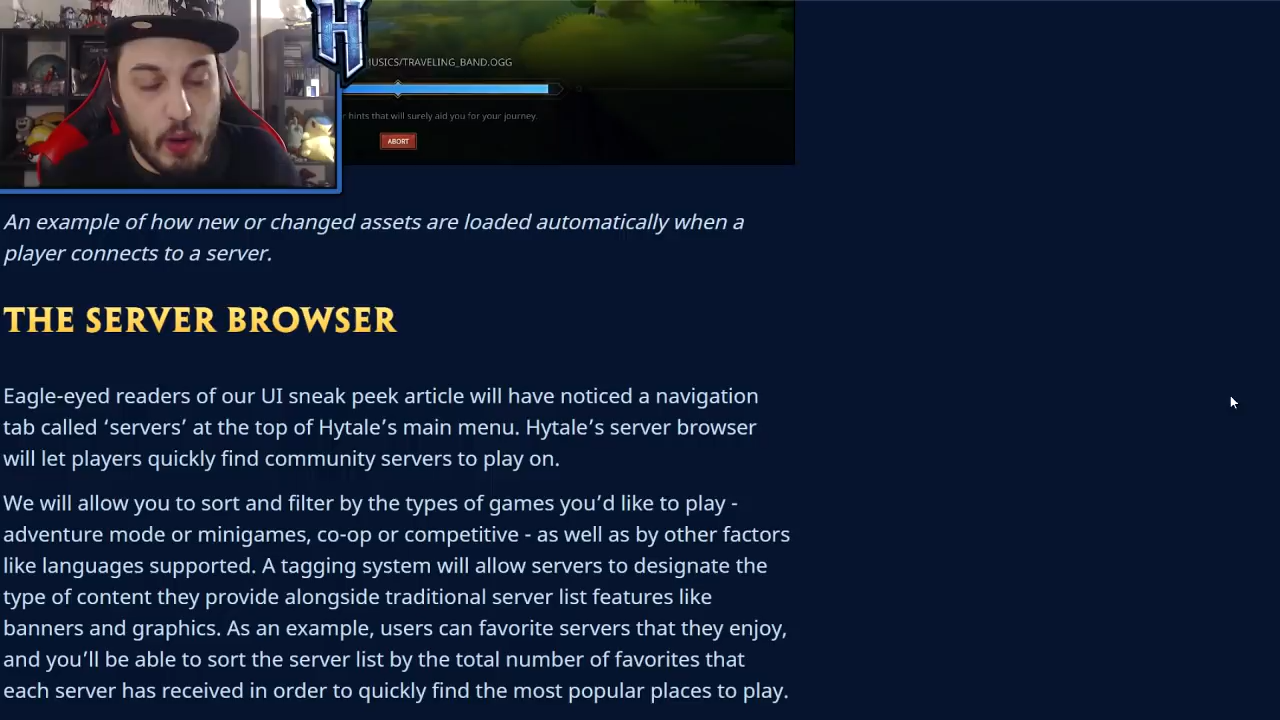 H
MUSICS/TRAVELING_BAND.OGG
hints that will surely aid you for your journey.
ABORT
An example of how new or changed assets are loaded automatically when a
player connects to a server.
THE SERVER BROWSER
Eagle-eyed readers of our UI sneak peek article will have noticed a navigation
tab called ‘servers’ at the top of Hytale’s main menu. Hytale’s server browser
will let players quickly find community servers to play on.
We will allow you to sort and filter by the types of games you’d like to play -
adventure mode or minigames, co-op or competitive - as well as by other factors
like languages supported. A tagging system will allow servers to designate the
type of content they provide alongside traditional server list features like
banners and graphics. As an example, users can favorite servers that they enjoy,
and you’ll be able to sort the server list by the total number of favorites that
each server has received in order to quickly find the most popular places to play.